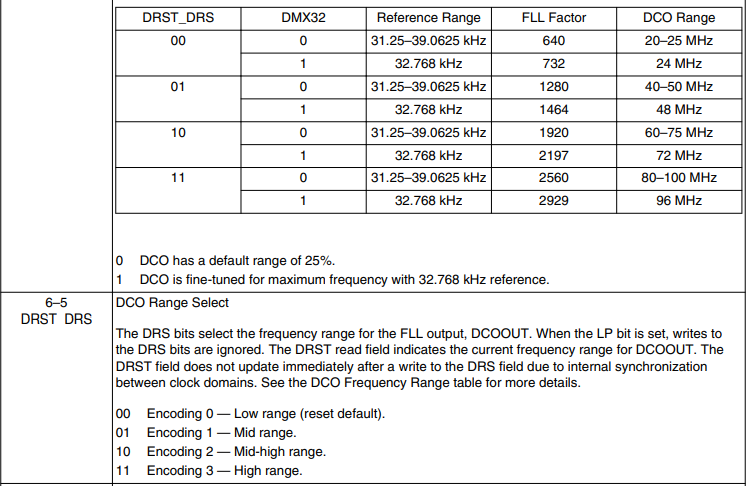 DRST_DRS DMX32 Reference Range FLL Factor DCO Range
00 0 31.25–39.0625 kHz 640 20–25 MHz
1 32.768 kHz 732 24 MHz
01 0 31.25–39.0625 kHz 1280 40–50 MHz
1 32.768 kHz 1464 48 MHz
10 0 31.25–39.0625 kHz 1920 60–75 MHz
1 32.768 kHz 2197 72 MHz
11 0 31.25–39.0625 kHz 2560 80–100 MHz
1 32.768 kHz 2929 96 MHz
0 DCO has a default range of 25%.
1 DCO is fine-tuned for maximum frequency with 32.768 kHz reference.
6–5 DCO Range Select
DRST DRS
The DRS bits select the frequency range for the FLL output, DCOOUT. When the LP bit is set, writes to
the DRS bits are ignored. The DRST read field indicates the current frequency range for DCOOUT. The
DRST field does not update immediately after a write to the DRS field due to internal synchronization
between clock domains. See the DCO Frequency Range table for more details.
00 Encoding 0 — Low range (reset default).
01 Encoding 1 — Mid range.
10 Encoding 2 — Mid-high range.
11 Encoding 3 — High range.